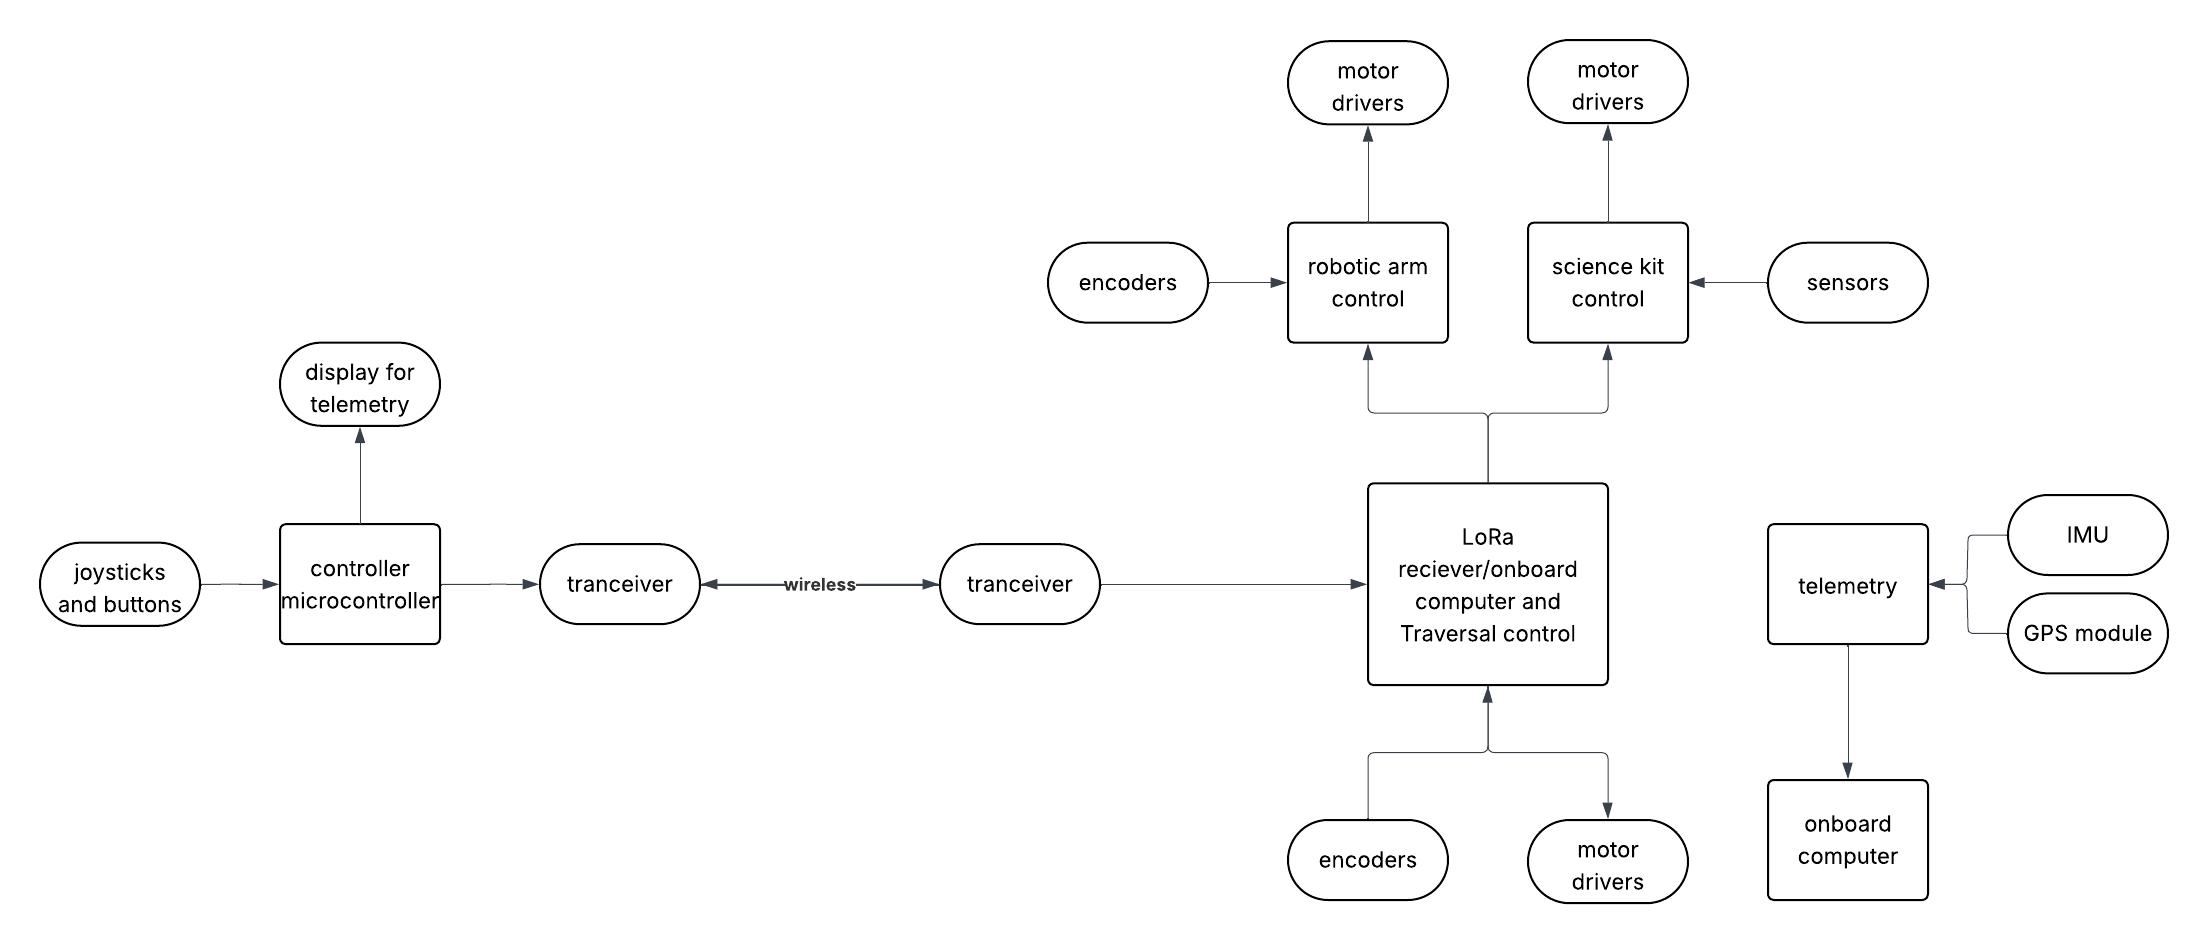 motor
drivers
motor
drivers
encoders
robotic arm
control
science kit
control
sensors
display for
telemetry
joysticks
and buttons
controller
microcontroller
tranceiver
wireless
tranceiver
LoRa
reciever/onboard
computer and
Traversal control
telemetry
IMU
GPS module
encoders
motor
drivers
onboard
computer